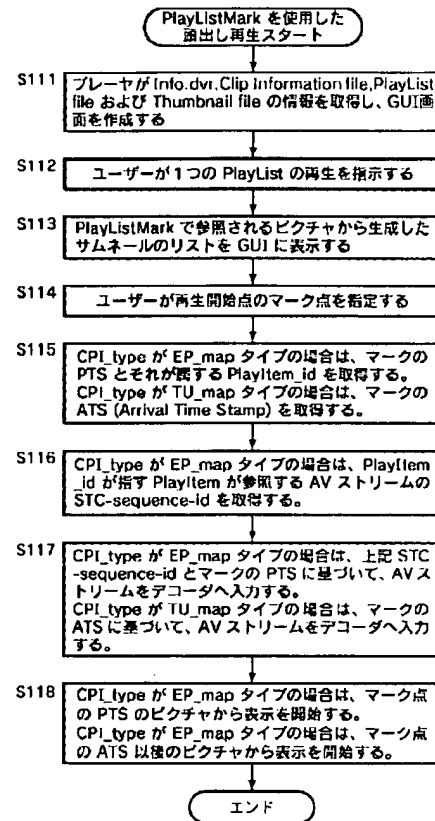 PlayListMark を使用した
頭出し再生スタート
S111
プレーヤが Info.dvr,Clip Information file,PlayList
file および Thumbnail file の情報を取得し、GUI画
面を作成する
S112
ユーザーが1つの PlayList の再生を指示する
S113
PlayListMark で参照されるピクチャから生成した
サムネールのリストを GUI に表示する
S114
ユーザーが再生開始点のマーク点を指定する
S115
CPI_type が EP_map タイプの場合は、マークの
PTS とそれが属する PlayItem_id を取得する。
CPI_type が TU_map タイプの場合は、マークの
ATS (Arrival Time Stamp) を取得する。
S116
CPI_type が EP_map タイプの場合は、PlayItem
_id が指す PlayItem が参照する AV ストリームの
STC-sequence-id を取得する。
S117
CPI_type が EP_map タイプの場合は、上記 STC
-sequence-id とマークの PTS に基づいて、AV ス
トリームをデコーダへ入力する。
CPI_type が TU_map タイプの場合は、マークの
ATS に基づいて、AV ストリームをデコーダへ入力
する。
S118
CPI_type が EP_map タイプの場合は、マーク点
の PTS のピクチャから表示を開始する。
CPI_type が TU_map タイプの場合は、マーク点
の ATS 以後のピクチャから表示を開始する。
エンド